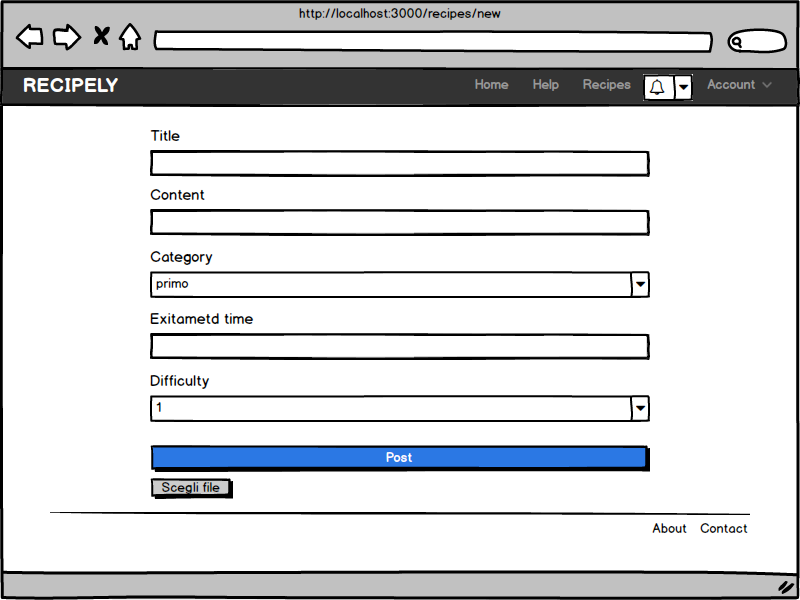 http://localhost:3000/recipes/new
RECIPELY Home Help Recipes Account
Title
Content
Category
primo
Exitametd time
Difficulty
1
Post
Scegli file
About Contact